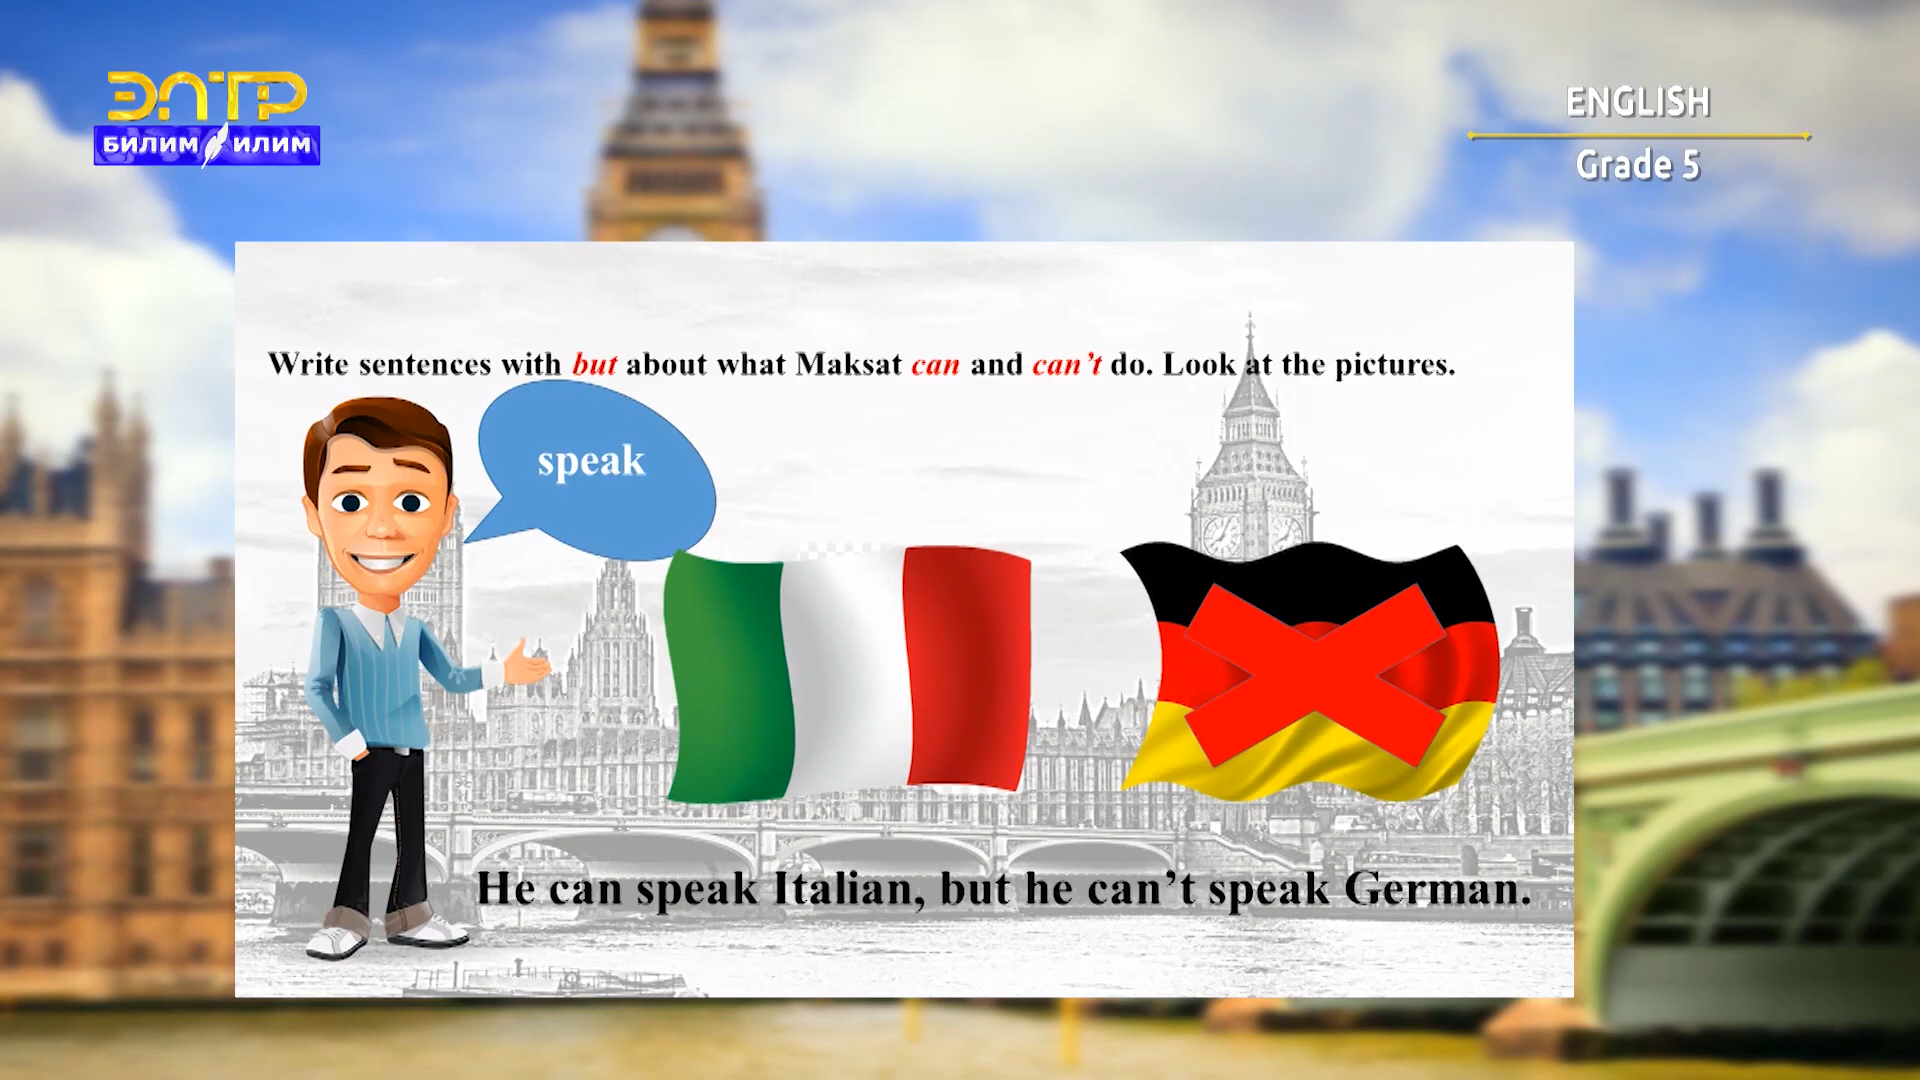 ЭЛТР
БИЛИМ ИЛИМ
ENGLISH
Grade 5
Write sentences with but about what Maksat can and can’t do. Look at the pictures.
speak
He can speak Italian, but he can’t speak German.